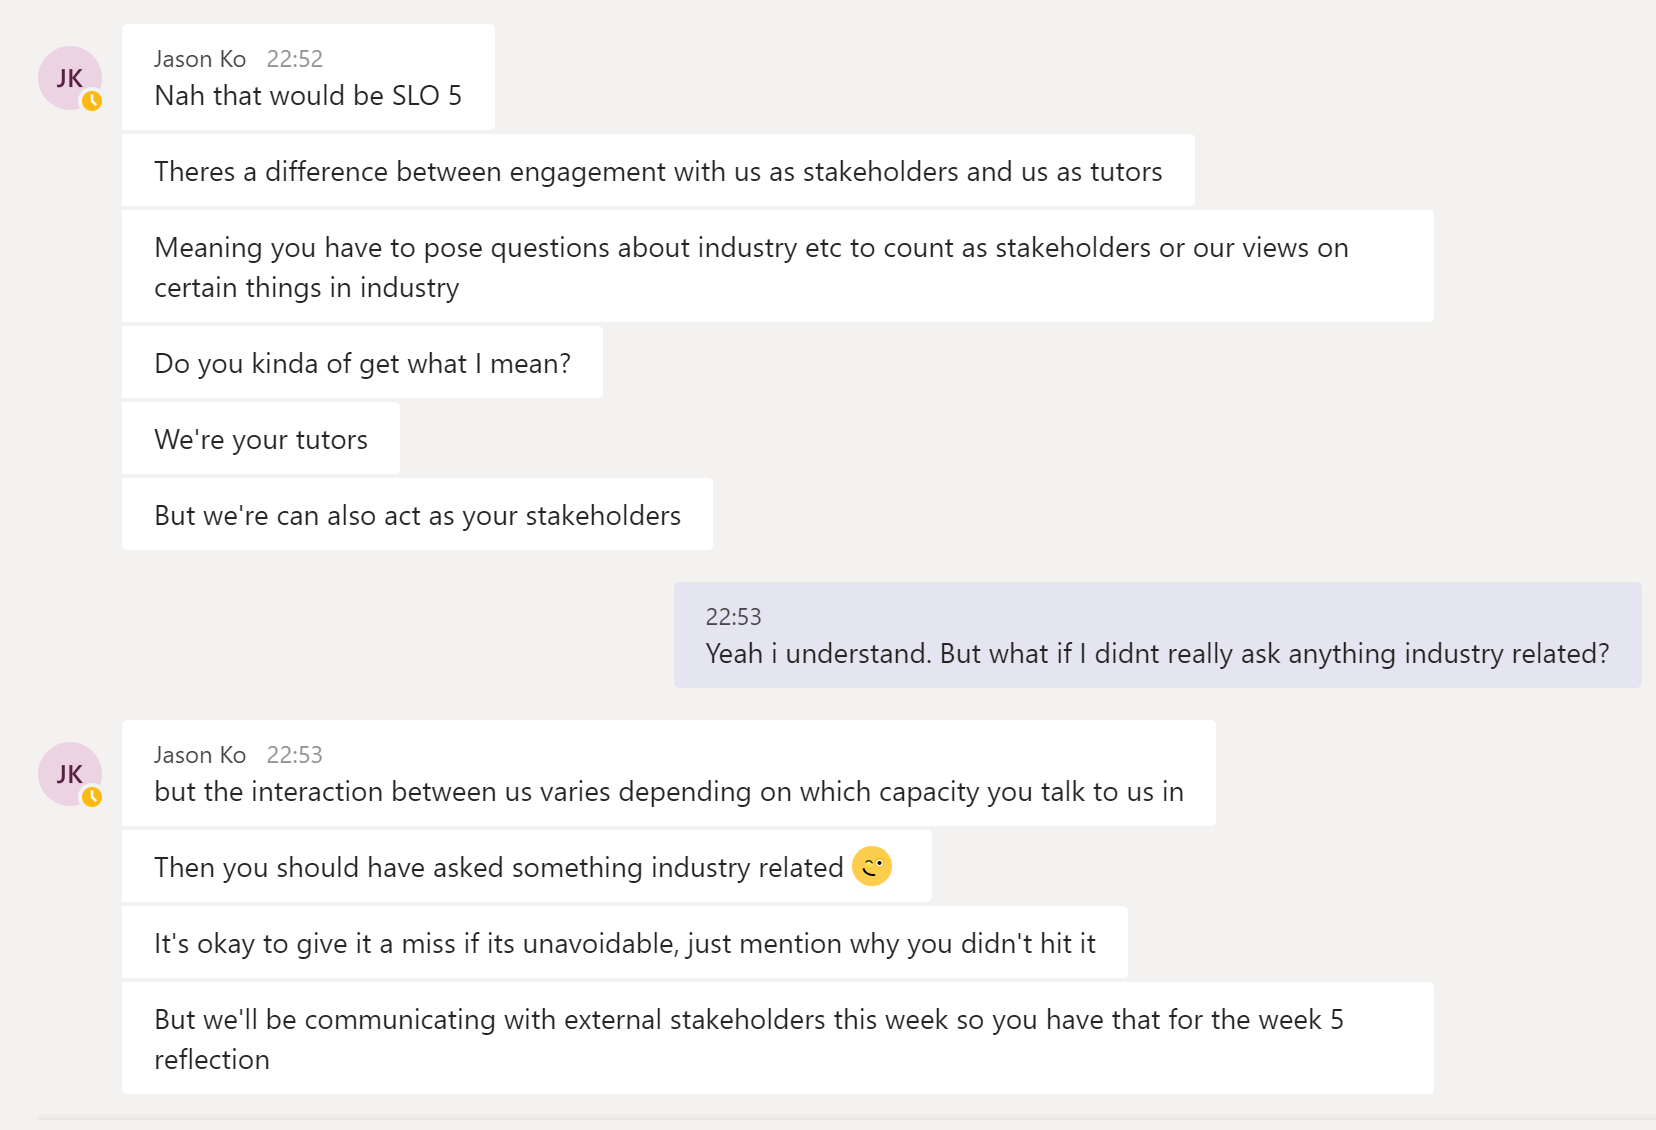 JK
Jason Ko 22:52
Nah that would be SLO 5
Theres a difference between engagement with us as stakeholders and us as tutors
Meaning you have to pose questions about industry etc to count as stakeholders or our views on
certain things in industry
Do you kinda of get what I mean?
We're your tutors
But we're can also act as your stakeholders
22:53
Yeah i understand. But what if I didnt really ask anything industry related?
JK
Jason Ko 22:53
but the interaction between us varies depending on which capacity you talk to us in
Then you should have asked something industry related
It's okay to give it a miss if its unavoidable, just mention why you didn't hit it
But we'll be communicating with external stakeholders this week so you have that for the week 5
reflection